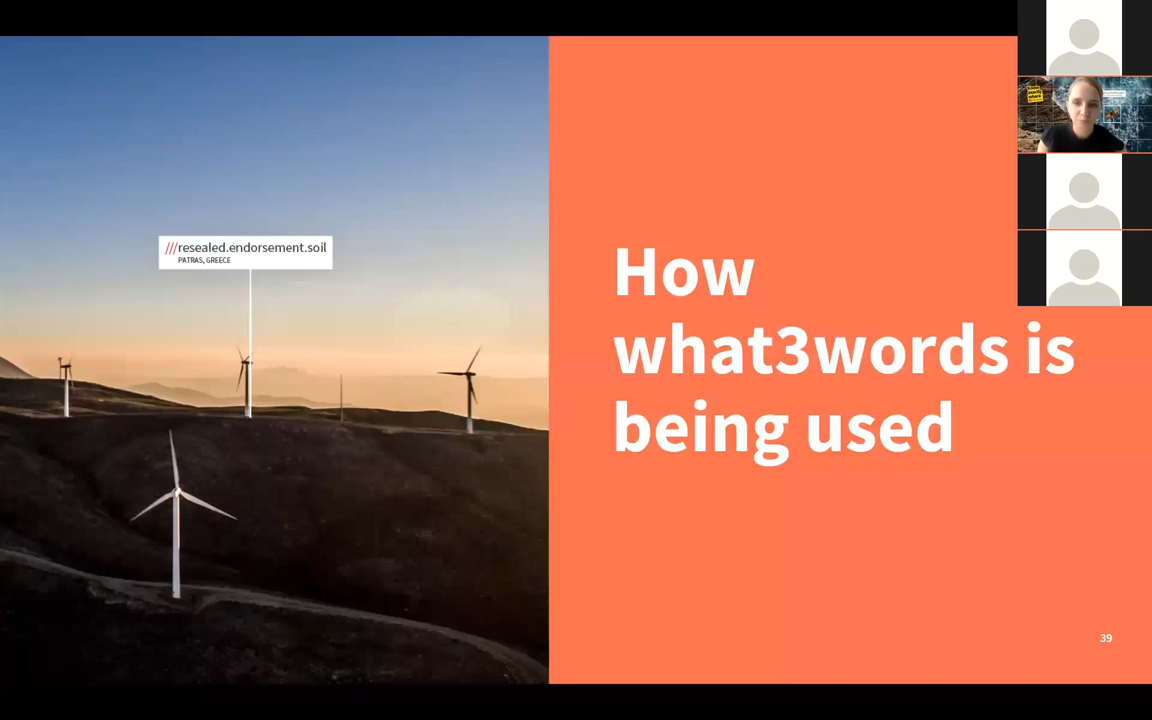 ///resealed.endorsement.soil
PATRAS, GREECE
How
what3words is
being used
39